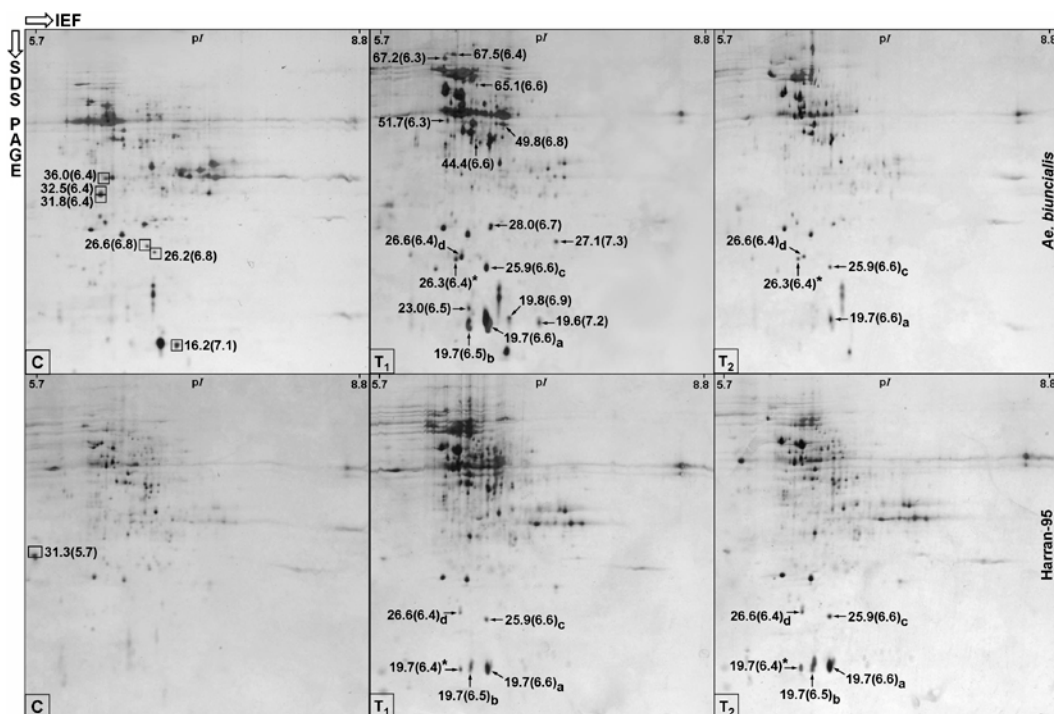 IEF
SDS PAGE
5.7 pI 8.8
36.0(6.4)
32.5(6.4)
31.8(6.4)
26.6(6.8)
26.2(6.8)
16.2(7.1)
C
5.7 pI 8.8
67.2(6.3)
67.5(6.4)
65.1(6.6)
51.7(6.3)
49.8(6.8)
44.4(6.6)
28.0(6.7)
27.1(7.3)
26.6(6.4)d
26.3(6.4)*
25.9(6.6)c
23.0(6.5)
19.8(6.9)
19.6(7.2)
19.7(6.6)a
19.7(6.5)b
T1
5.7 pI 8.8
26.6(6.4)d
26.3(6.4)*
25.9(6.6)c
19.7(6.6)a
T2
Ae. biuncialis
31.3(5.7)
C
5.7 pI 8.8
26.6(6.4)d
25.9(6.6)c
19.7(6.4)*
19.7(6.6)a
19.7(6.5)b
T1
5.7 pI 8.8
26.6(6.4)d
25.9(6.6)c
19.7(6.4)*
19.7(6.6)a
19.7(6.5)b
T2
Harran-95